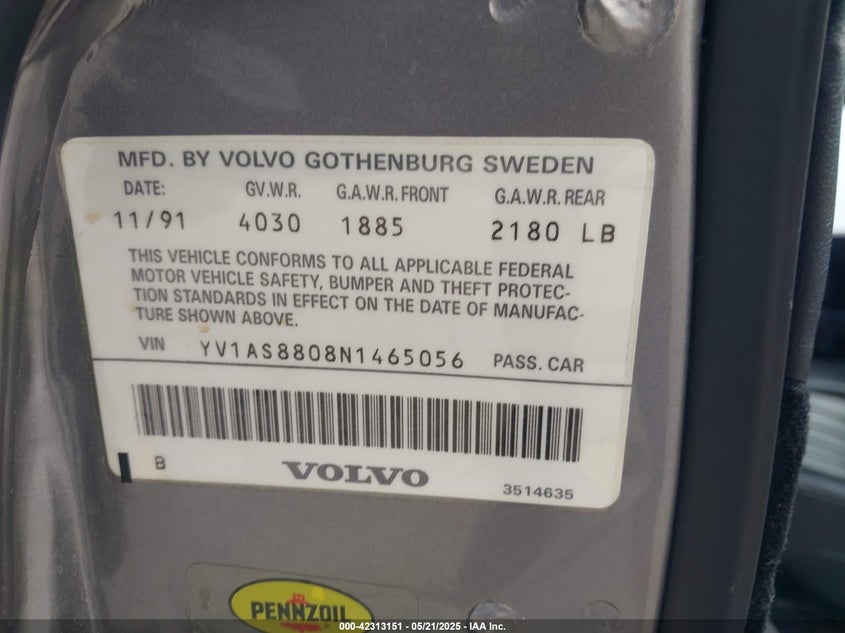 MFD. BY VOLVO GOTHENBURG SWEDEN
DATE: GV.W.R. G.A.W.R. FRONT G.A.W.R. REAR
11/91 4030 1885 2180 LB
THIS VEHICLE CONFORMS TO ALL APPLICABLE FEDERAL
MOTOR VEHICLE SAFETY, BUMPER AND THEFT PROTEC-
TION STANDARDS IN EFFECT ON THE DATE OF MANUFAC-
TURE SHOWN ABOVE.
VIN YV1AS8808N1465056 PASS. CAR
B VOLVO 3514635
PENNZOIL
000-42313151 - 05/21/2025 - IAA Inc.